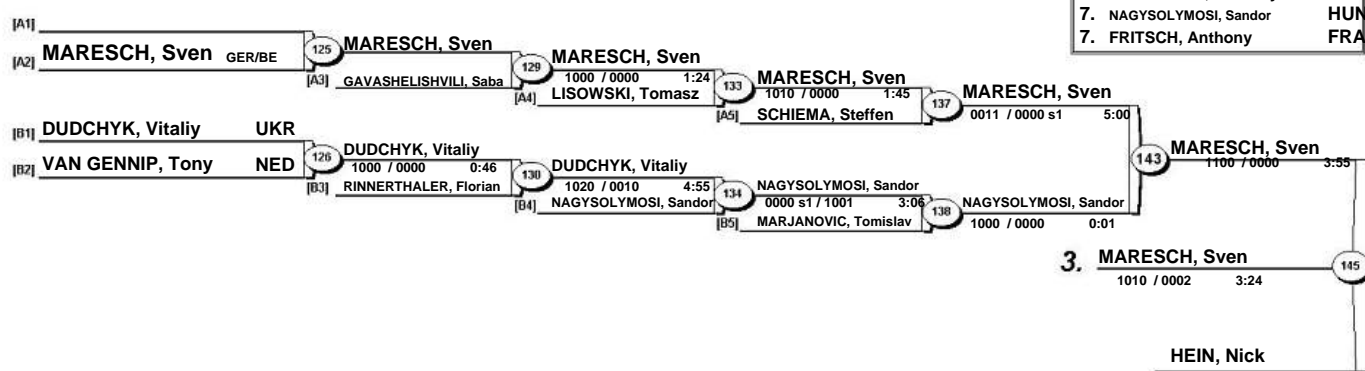 7. NAGYSOLYMOSI, Sandor HUN
7. FRITSCH, Anthony FRA
[A1]
[A2] MARESCH, Sven GER/BE
125
MARESCH, Sven
[A3] GAVASHELISHVILI, Saba
129
MARESCH, Sven
1000 / 0000 1:24
[A4] LISOWSKI, Tomasz
133
MARESCH, Sven
1010 / 0000 1:45
[A5] SCHIEMA, Steffen
137
MARESCH, Sven
0011 / 0000 s1 5:00
[B1] DUDCHYK, Vitaliy UKR
[B2] VAN GENNIP, Tony NED
126
DUDCHYK, Vitaliy
1000 / 0000 0:46
[B3] RINNERTHALER, Florian
130
DUDCHYK, Vitaliy
1020 / 0010 4:55
[B4] NAGYSOLYMOSI, Sandor
134
NAGYSOLYMOSI, Sandor
0000 s1 / 1001 3:06
[B5] MARJANOVIC, Tomislav
138
NAGYSOLYMOSI, Sandor
1000 / 0000 0:01
143
MARESCH, Sven
1100 / 0000 3:55
3. MARESCH, Sven
1010 / 0002 3:24
145
HEIN, Nick